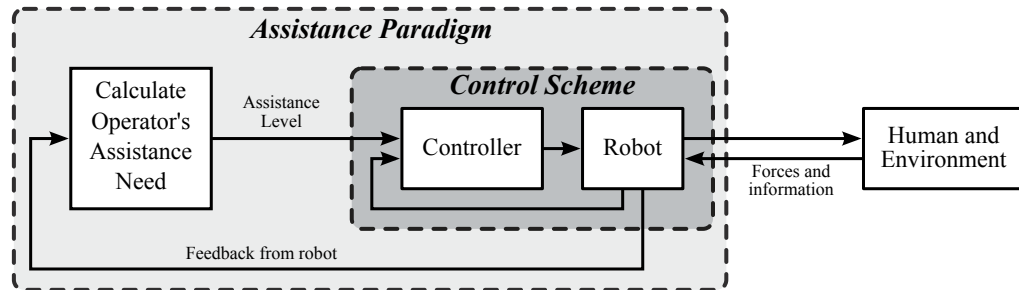 Assistance Paradigm
Control Scheme
Calculate
Operator's
Assistance
Need
Assistance
Level
Controller
Robot
Human and
Environment
Forces and
information
Feedback from robot